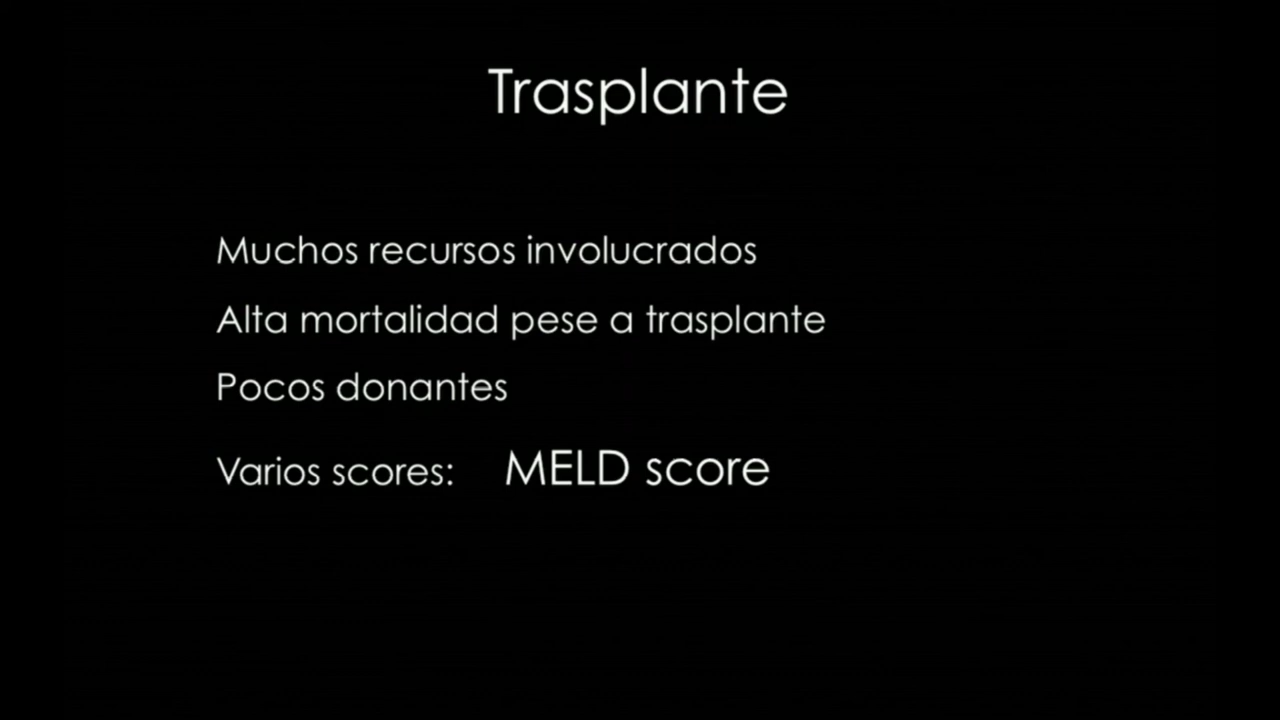 Trasplante
Muchos recursos involucrados
Alta mortalidad pese a trasplante
Pocos donantes
Varios scores: MELD score